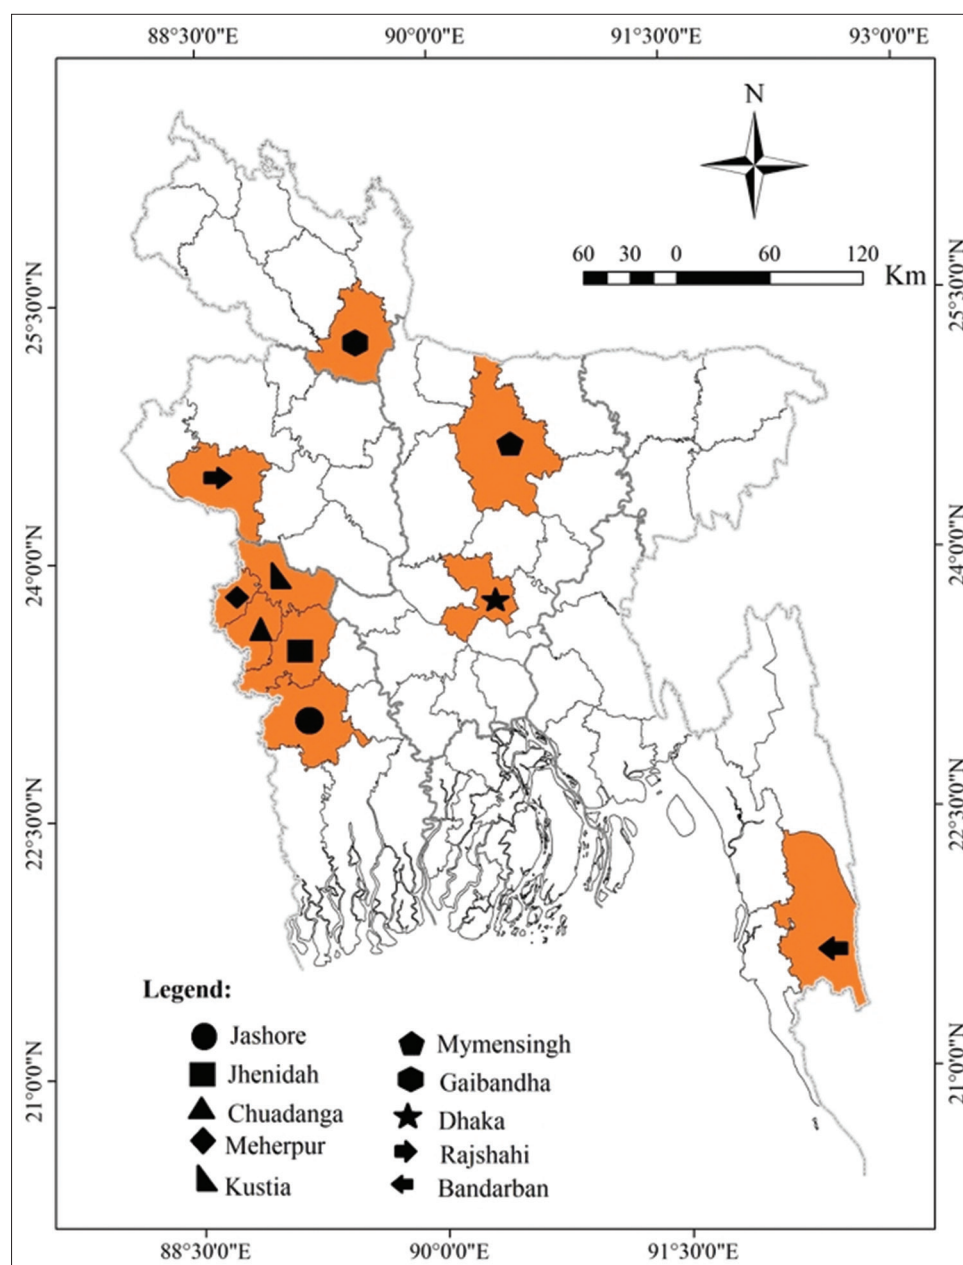 88°30'0"E 90°0'0"E 91°30'0"E 93°0'0"E
N
60 30 0 60 120
Km
25°30'0"N
25°30'0"N
24°0'0"N
24°0'0"N
22°30'0"N
22°30'0"N
21°0'0"N
21°0'0"N
Legend:
Jashore
Jhenidah
Chuadanga
Meherpur
Kustia
Mymensingh
Gaibandha
Dhaka
Rajshahi
Bandarban
88°30'0"E 90°0'0"E 91°30'0"E